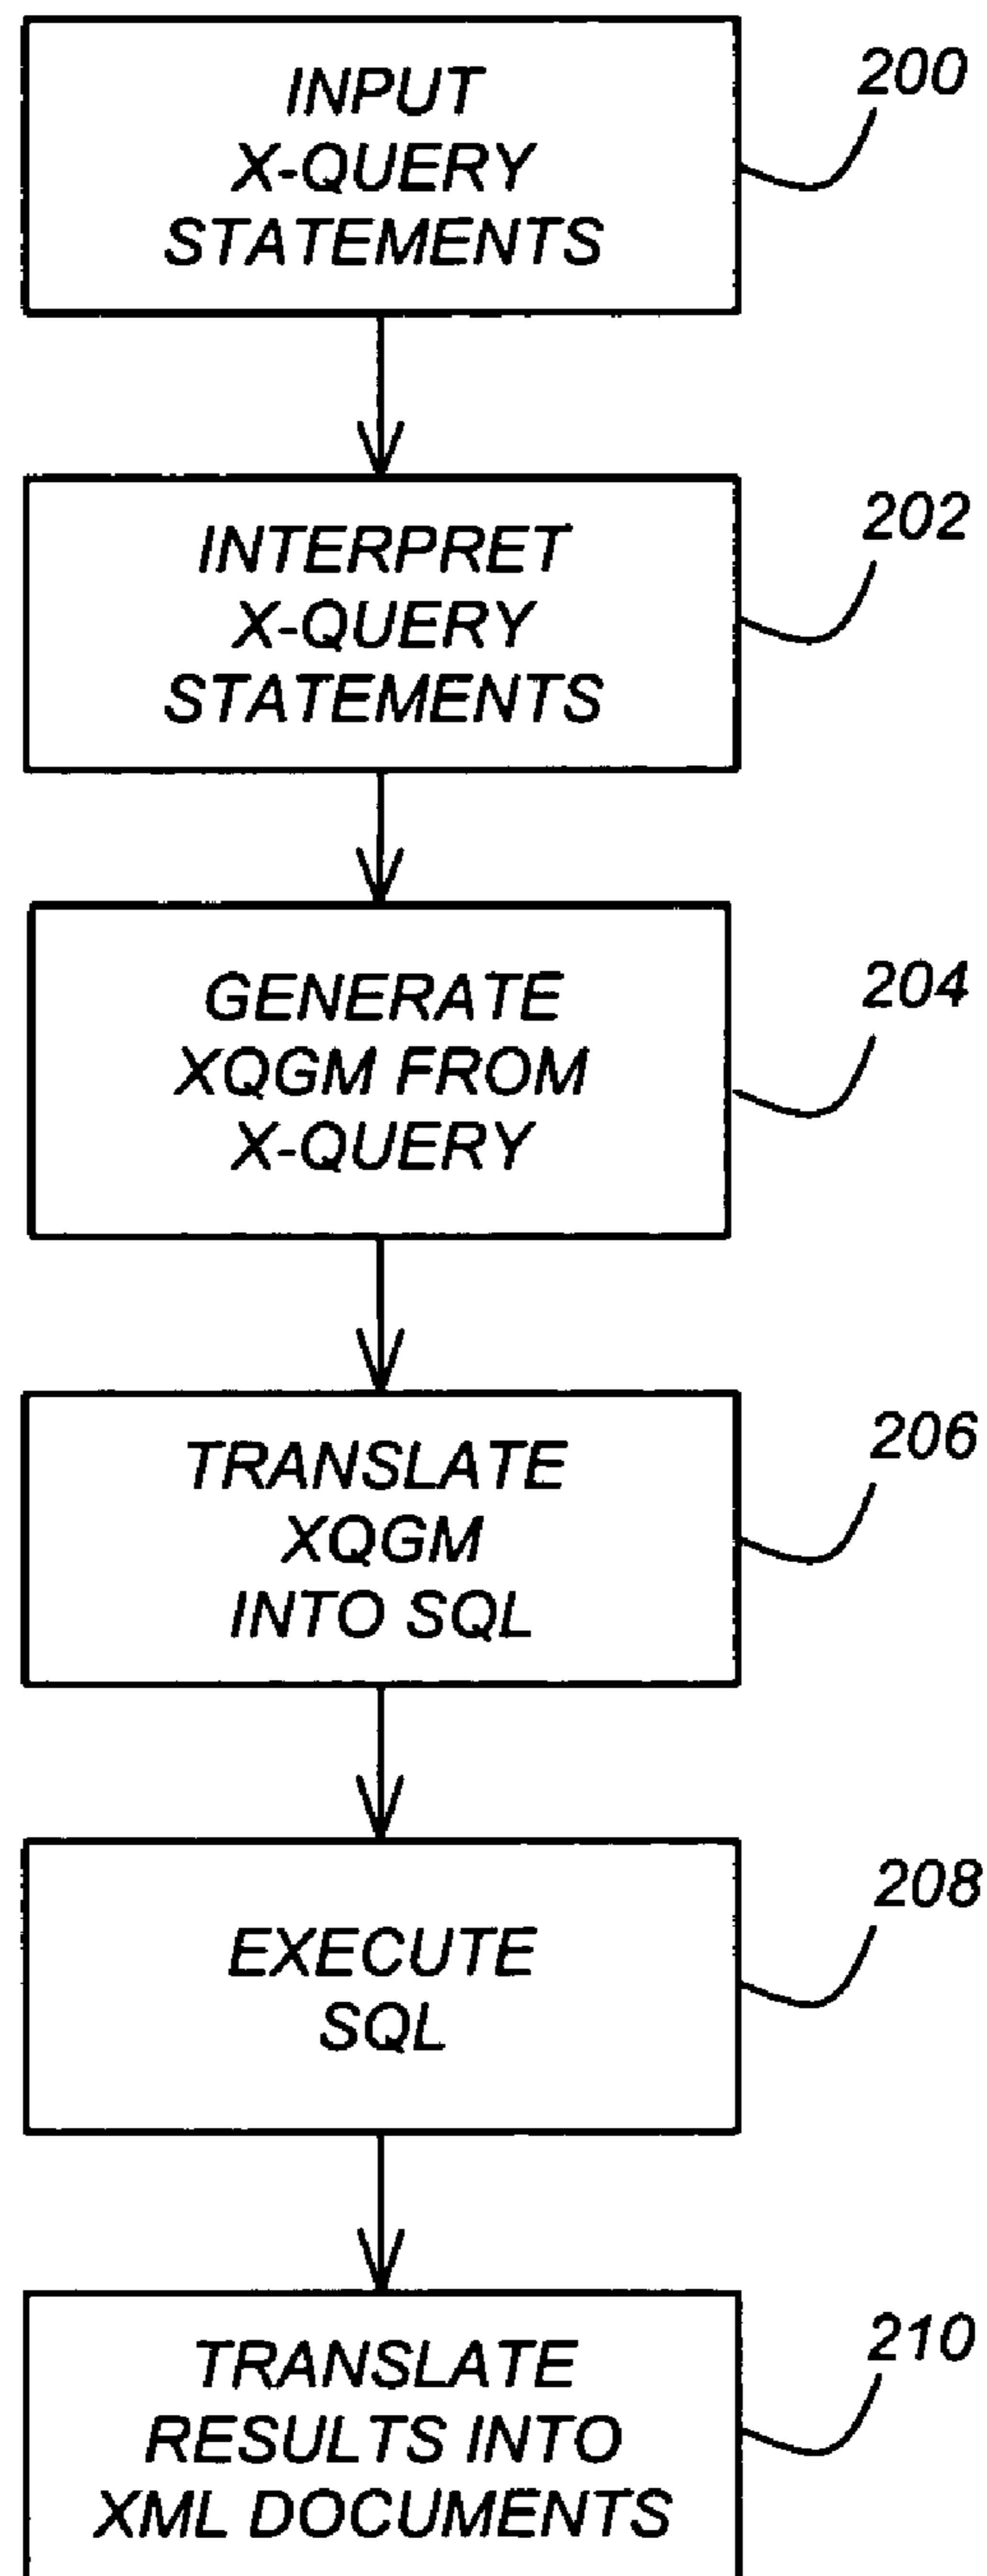 INPUT
X-QUERY
STATEMENTS
200
INTERPRET
X-QUERY
STATEMENTS
202
GENERATE
XQGM FROM
X-QUERY
204
TRANSLATE
XQGM
INTO SQL
206
EXECUTE
SQL
208
TRANSLATE
RESULTS INTO
XML DOCUMENTS
210